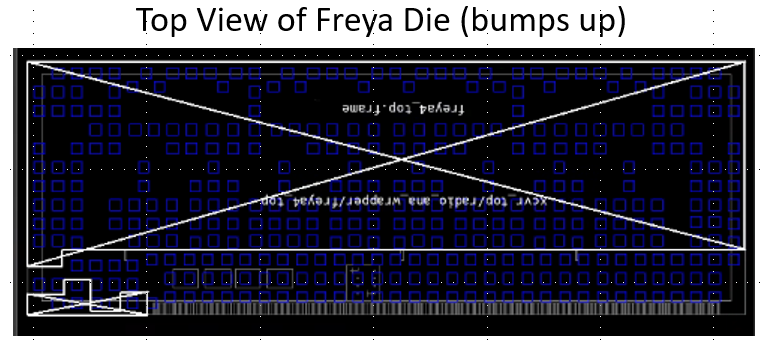 Top View of Freya Die (bumps up)
freya4_top.frame
xcvr_top/radio_ana_wrapper/freya4_top